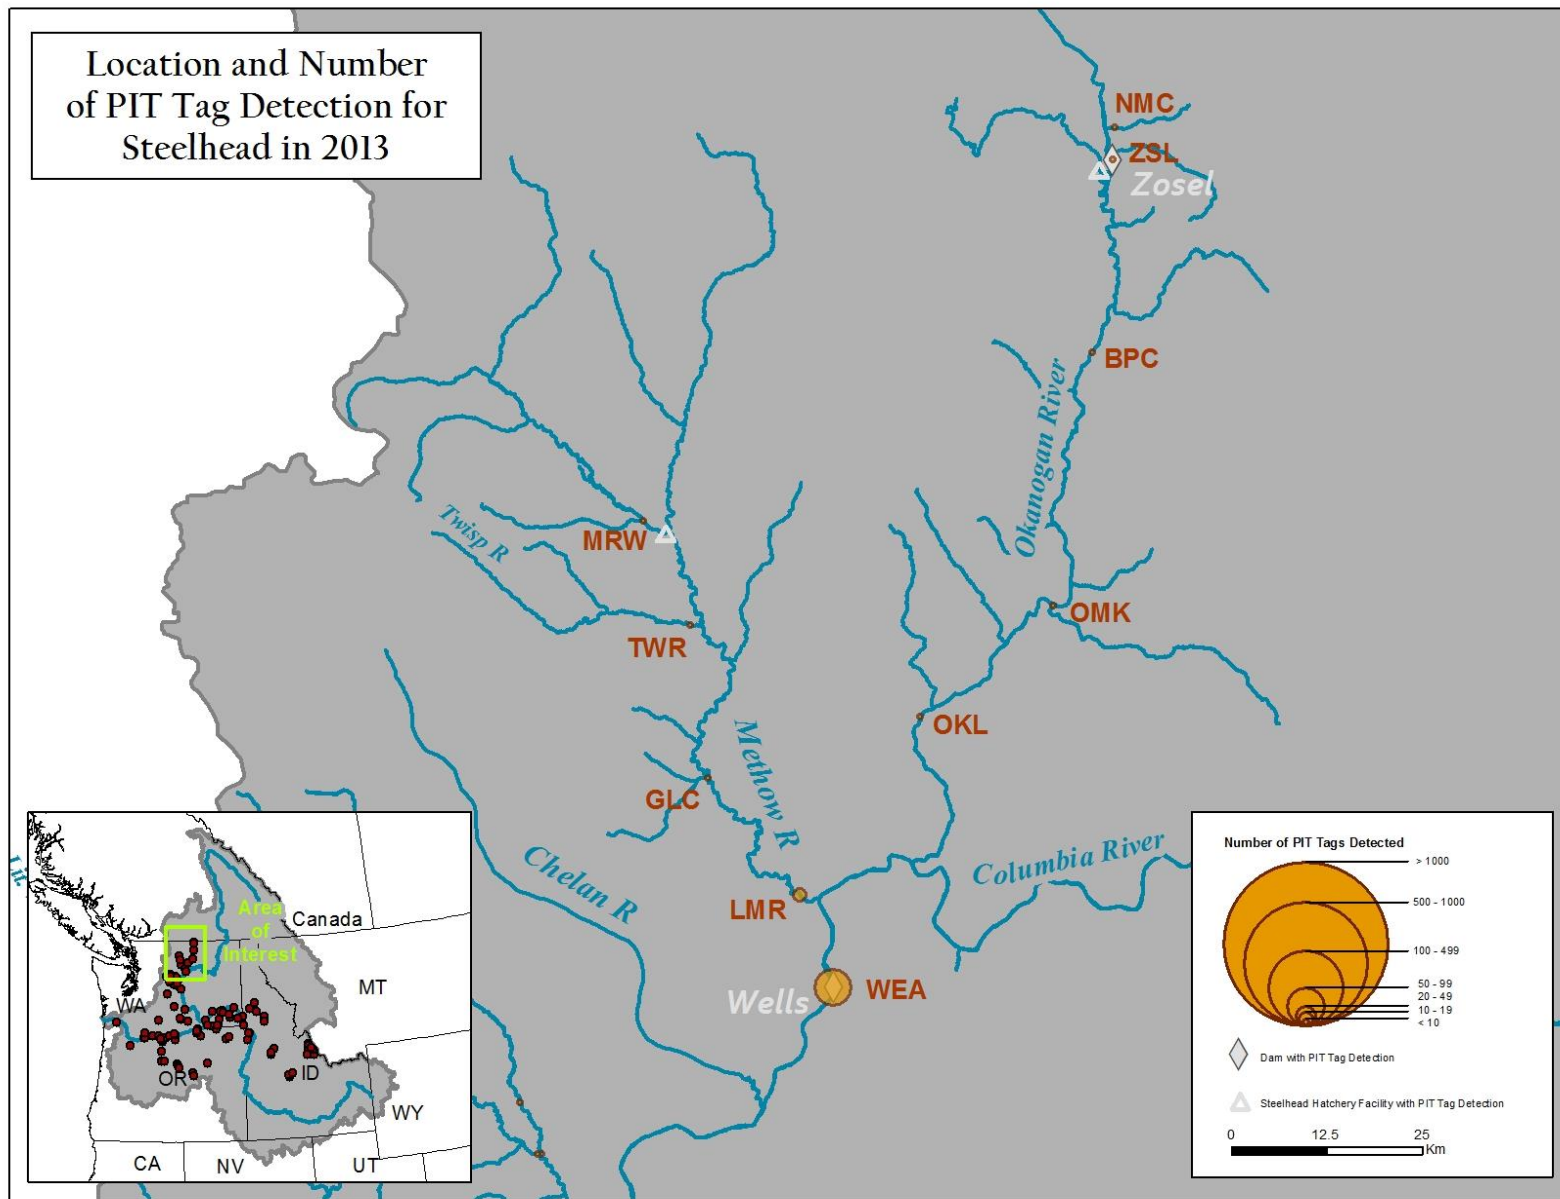 Location and Number
of PIT Tag Detection for
Steelhead in 2013
NMC
ZSL
Zosel
BPC
Okanogan River
MRW
Twisp R
OMK
TWR
OKL
Methow R
GLC
Chelan R
Columbia River
LMR
WEA
Wells
Lit.
Area
of
Interest
Canada
WA
MT
OR
ID
WY
CA
NV
UT
Number of PIT Tags Detected
> 1000
500 - 1000
100 - 499
50 - 99
20 - 49
10 - 19
< 10
Dam with PIT Tag Detection
Steelhead Hatchery Facility with PIT Tag Detection
0 12.5 25
Km